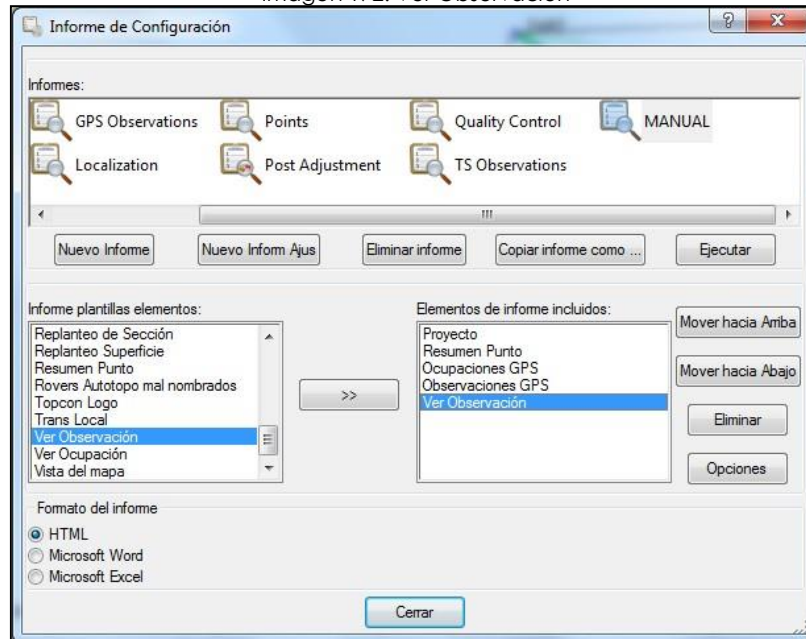 Informe de Configuración
Informes:
GPS Observations
Points
Quality Control
MANUAL
Localization
Post Adjustment
TS Observations
Nuevo Informe
Nuevo Inform Ajus
Eliminar informe
Copiar informe como ...
Ejecutar
Informe plantillas elementos:
Replanteo de Sección
Replanteo Superficie
Resumen Punto
Rovers Autotopo mal nombrados
Topcon Logo
Trans Local
Ver Observación
Ver Ocupación
Vista del mapa
>>
Elementos de informe incluidos:
Proyecto
Resumen Punto
Ocupaciones GPS
Observaciones GPS
Ver Observación
Mover hacia Arriba
Mover hacia Abajo
Eliminar
Opciones
Formato del informe
HTML
Microsoft Word
Microsoft Excel
Cerrar